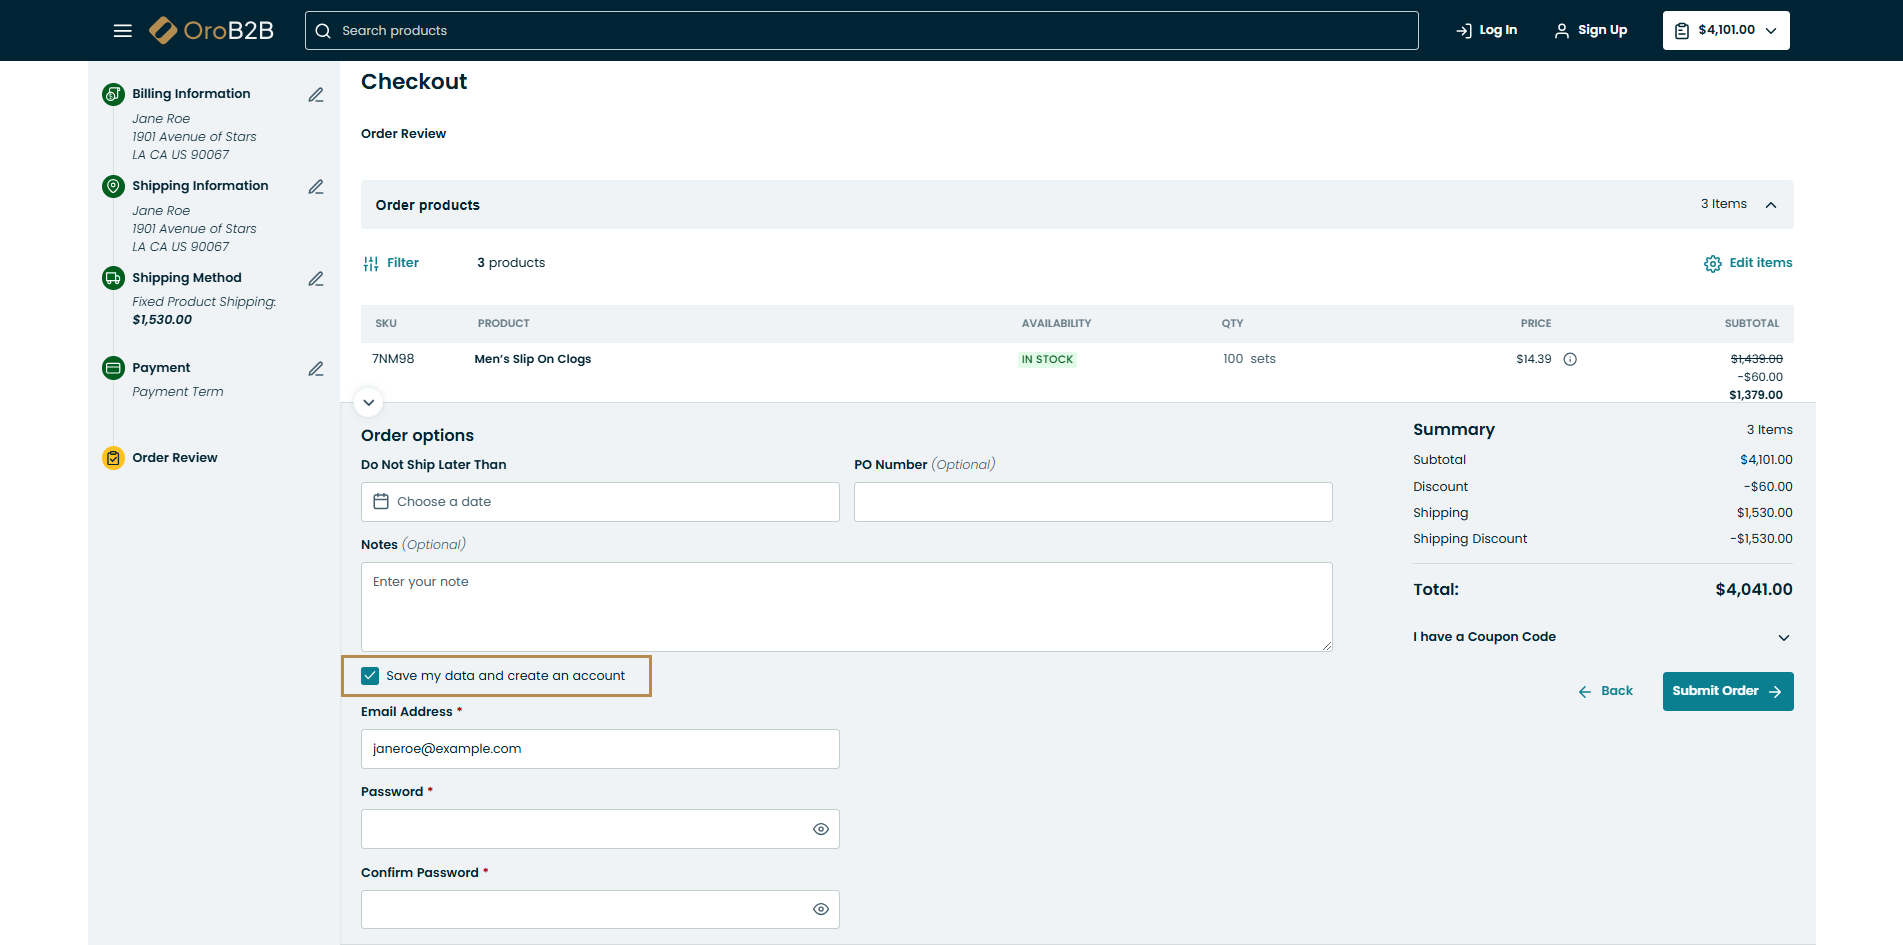 OroB2B
Search products
Log In
Sign Up
$4,101.00
Billing Information
Jane Roe
1901 Avenue of Stars
LA CA US 90067
Shipping Information
Jane Roe
1901 Avenue of Stars
LA CA US 90067
Shipping Method
Fixed Product Shipping:
$1,530.00
Payment
Payment Term
Order Review
Checkout
Order Review
Order products
3 Items
Filter
3 products
Edit items
SKU PRODUCT AVAILABILITY QTY PRICE SUBTOTAL
7NM98 Men's Slip On Clogs IN STOCK 100 sets $14.39 $1,439.00
-$60.00
$1,379.00
Order options
Do Not Ship Later Than
Choose a date
PO Number (Optional)
Notes (Optional)
Enter your note
Save my data and create an account
Email Address *
janeroe@example.com
Password *
Confirm Password *
Summary 3 Items
Subtotal $4,101.00
Discount -$60.00
Shipping $1,530.00
Shipping Discount -$1,530.00
Total: $4,041.00
I have a Coupon Code
Back
Submit Order